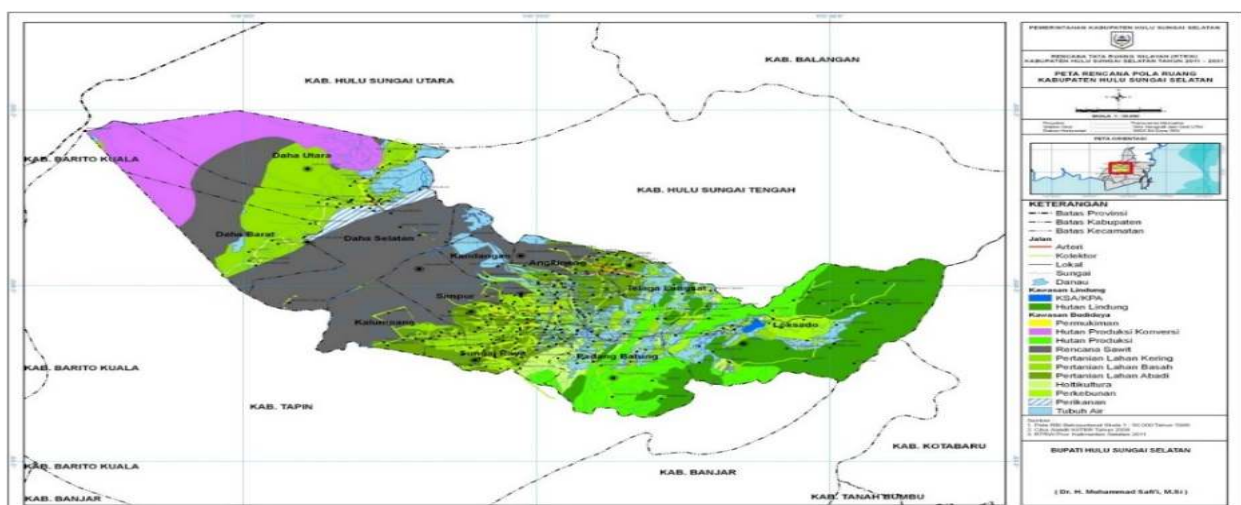 KAB. BALANGAN
KAB. HULU SUNGAI UTARA
KAB. BARITO KUALA
Daha Utara
KAB. HULU SUNGAI TENGAH
Daha Barat
Daha Selatan
Kandangan
Angkinang
Telaga Langsat
Simpur
Loksado
Kalumpang
Sungai Raya
Padang Batung
KAB. BARITO KUALA
KAB. TAPIN
KAB. KOTABARU
KAB. BARITO KUALA
KAB. BANJAR
KAB. BANJAR
KAB. TANAH BUMBU
PEMERINTAHAN KABUPATEN HULU SUNGAI SELATAN
RENCANA TATA RUANG WILAYAH (RTRW)
KABUPATEN HULU SUNGAI SELATAN TAHUN 2011 - 2031
PETA RENCANA POLA RUANG
KABUPATEN HULU SUNGAI SELATAN
PETA ORIENTASI
KETERANGAN
Batas Provinsi
Batas Kabupaten
Batas Kecamatan
Jalan
Arteri
Kolektor
Lokal
Sungai
Danau
Kawasan Lindung
KSA/KPA
Hutan Lindung
Kawasan Budidaya
Permukiman
Hutan Produksi Konversi
Hutan Produksi
Rencana Sawit
Pertanian Lahan Kering
Pertanian Lahan Basah
Pertanian Lahan Abadi
Holtikultura
Perkebunan
Perikanan
Tubuh Air
BUPATI HULU SUNGAI SELATAN
( Dr. H. Muhammad Safi'i, M.Si )